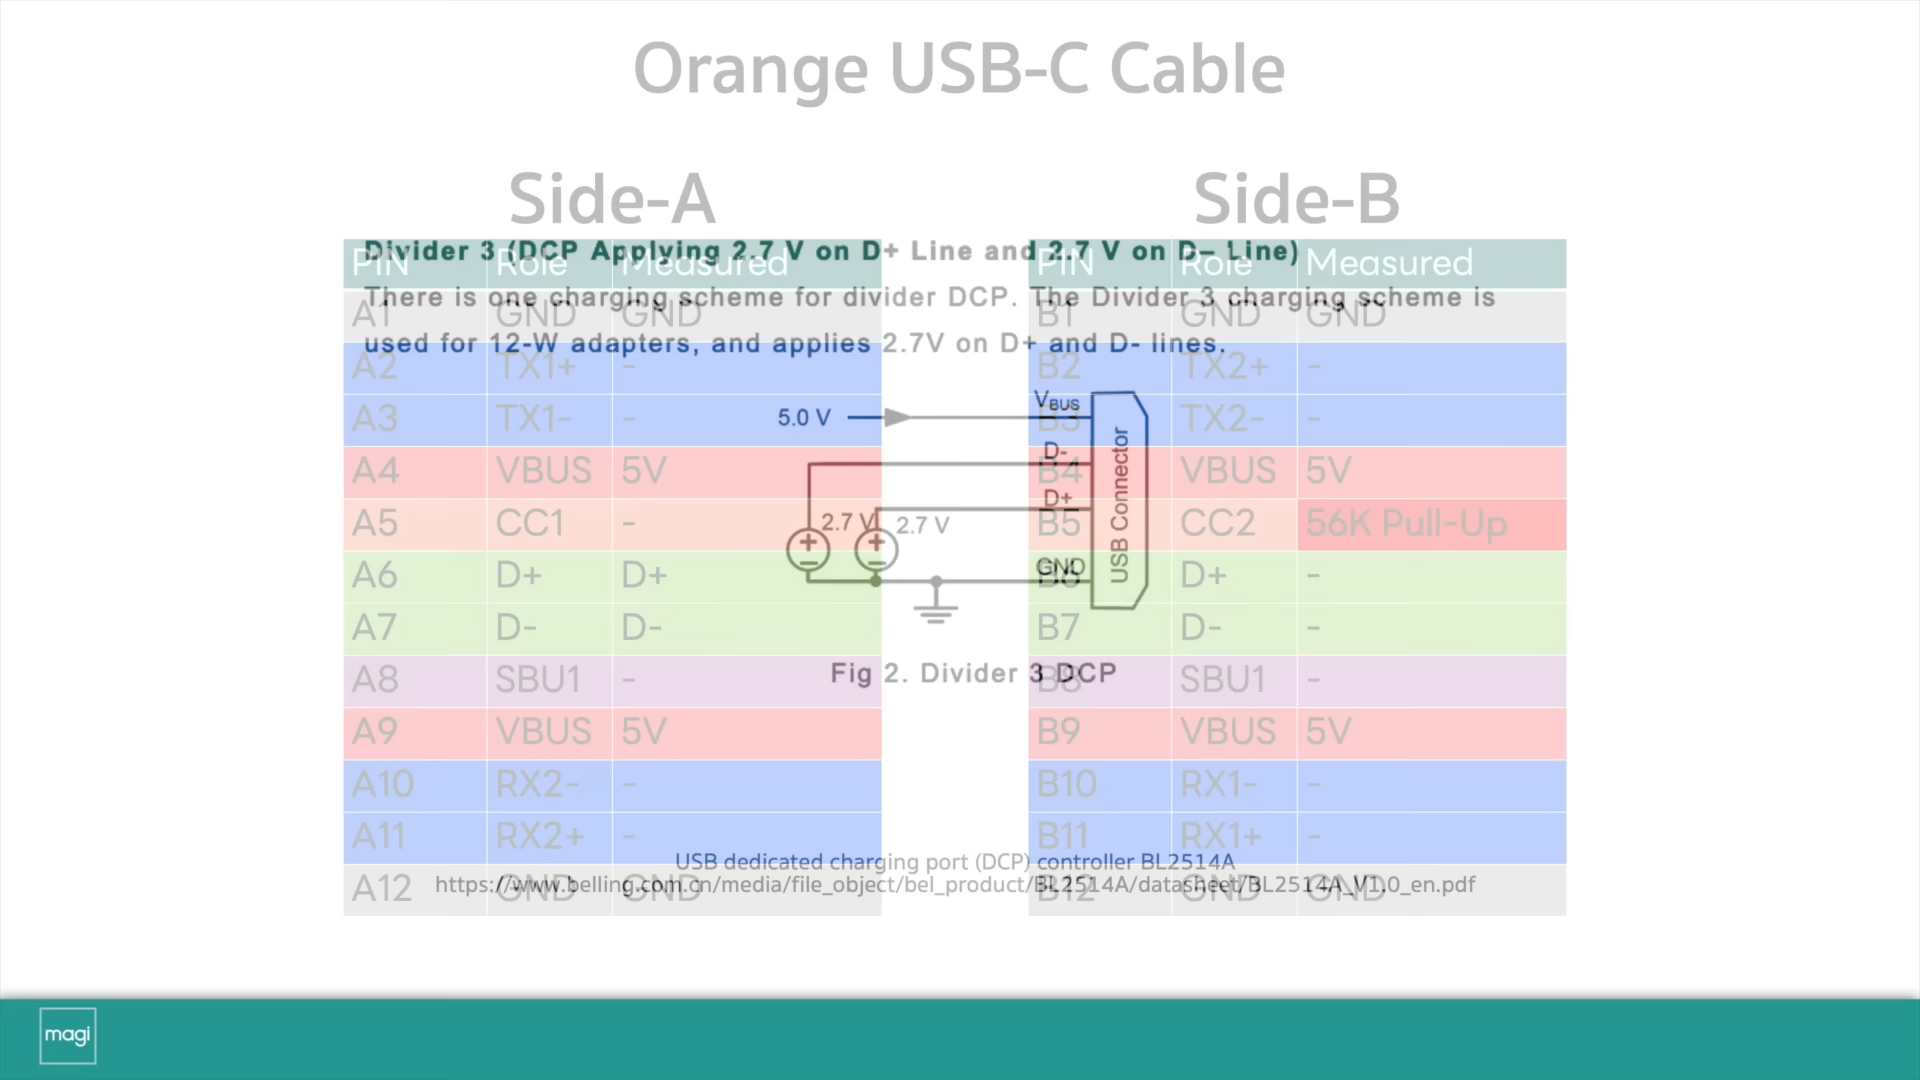 Orange USB-C Cable
Side-A
Side-B
Divider 3 (DCP Applying 2.7 V on D+ Line and 2.7 V on D– Line)
There is one charging scheme for divider DCP. The Divider 3 charging scheme is
used for 12-W adapters, and applies 2.7V on D+ and D- lines.
PIN Role Measured
A1 GND GND
A2 TX1+ -
A3 TX1- -
A4 VBUS 5V
A5 CC1 -
A6 D+ D+
A7 D- D-
A8 SBU1 -
A9 VBUS 5V
A10 RX2- -
A11 RX2+ -
A12 GND GND
PIN Role Measured
B1 GND GND
B2 TX2+ -
B3 TX2- -
B4 VBUS 5V
B5 CC2 56K Pull-Up
B6 D+ -
B7 D- -
B8 SBU1 -
B9 VBUS 5V
B10 RX1- -
B11 RX1+ -
B12 GND GND
5.0 V
VBUS
D-
D+
2.7 V
2.7 V
GND
USB Connector
Fig 2. Divider 3 DCP
USB dedicated charging port (DCP) controller BL2514A
https://www.belling.com.cn/media/file_object/bel_product/BL2514A/datasheet/BL2514A_V1.0_en.pdf
magi